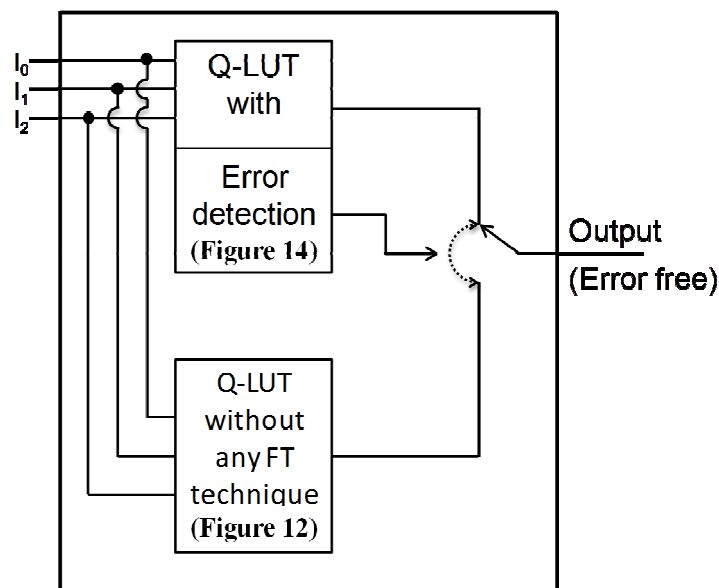 I0
I1
I2
Q-LUT
with
Error
detection
(Figure 14)
Output
(Error free)
Q-LUT
without
any FT
technique
(Figure 12)